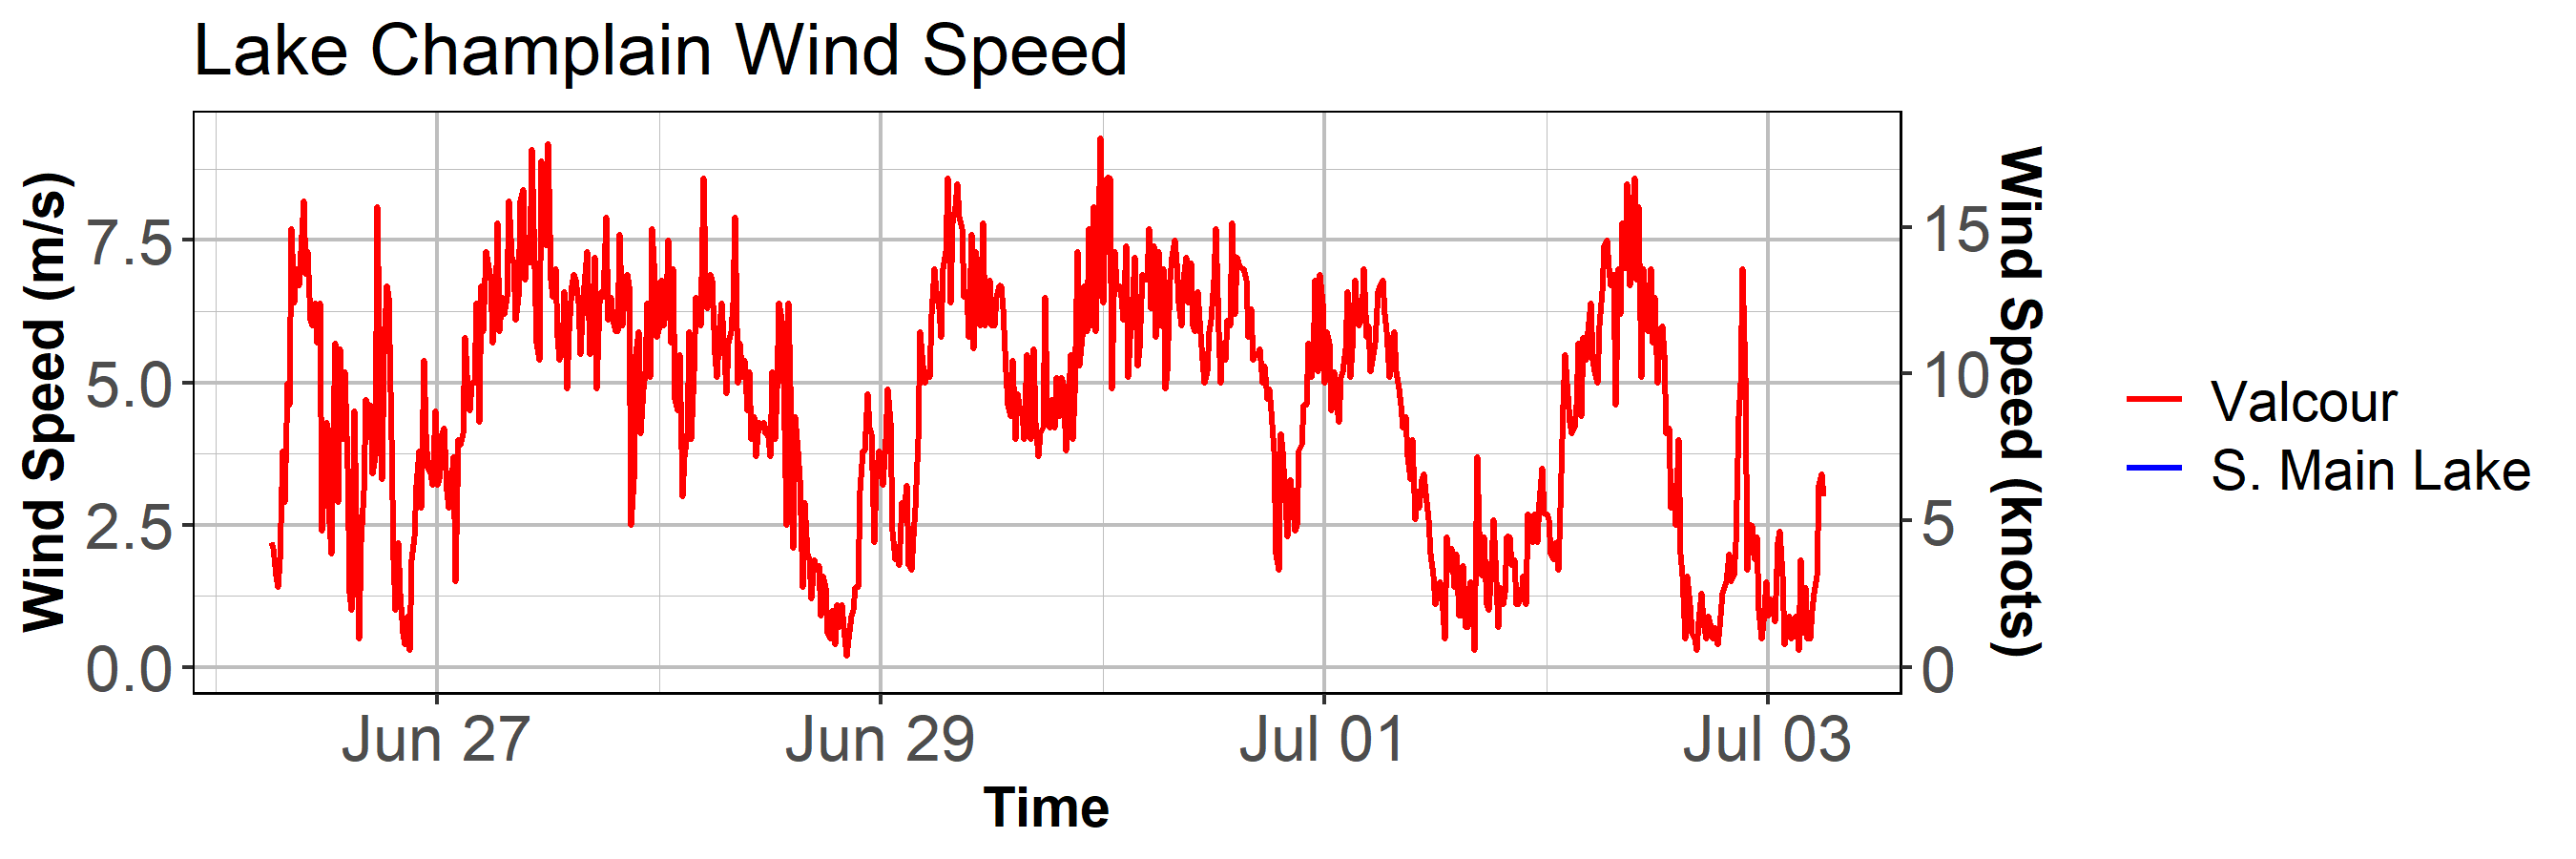 Lake Champlain Wind Speed
Wind Speed (m/s)
7.5
5.0
2.5
0.0
15
10
5
0
Wind Speed (knots)
Jun 27
Jun 29
Jul 01
Jul 03
Time
Valcour
S. Main Lake